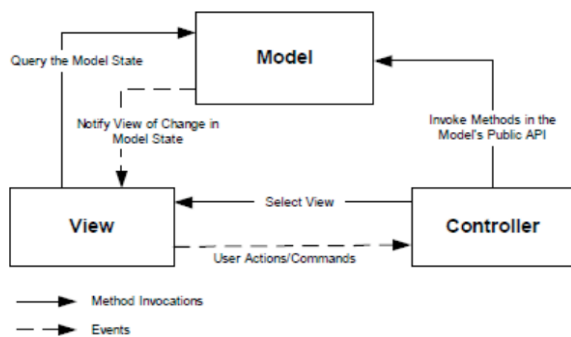 Model
Query the Model State
Notify View of Change in
Model State
Invoke Methods in the
Model's Public API
View
Select View
Controller
User Actions/Commands
Method Invocations
Events